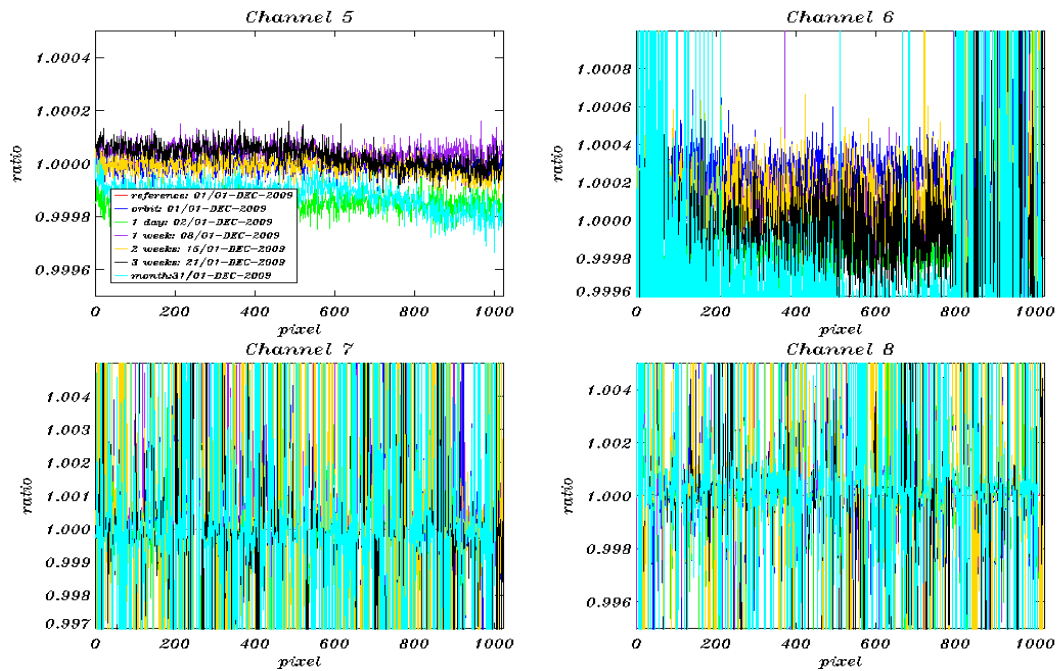 Channel 5
ratio
1.0004
1.0002
1.0000
0.9998
0.9996
reference: 01/01-DEC-2009
orbit: 01/01-DEC-2009
1 day: 02/01-DEC-2009
1 week: 08/01-DEC-2009
2 weeks: 15/01-DEC-2009
3 weeks: 21/01-DEC-2009
month:31/01-DEC-2009
0 200 400 600 800 1000
pixel
Channel 6
ratio
1.0008
1.0006
1.0004
1.0002
1.0000
0.9998
0.9996
0 200 400 600 800 1000
pixel
Channel 7
ratio
1.004
1.003
1.002
1.001
1.000
0.999
0.998
0.997
0 200 400 600 800 1000
pixel
Channel 8
ratio
1.004
1.002
1.000
0.998
0.996
0 200 400 600 800 1000
pixel